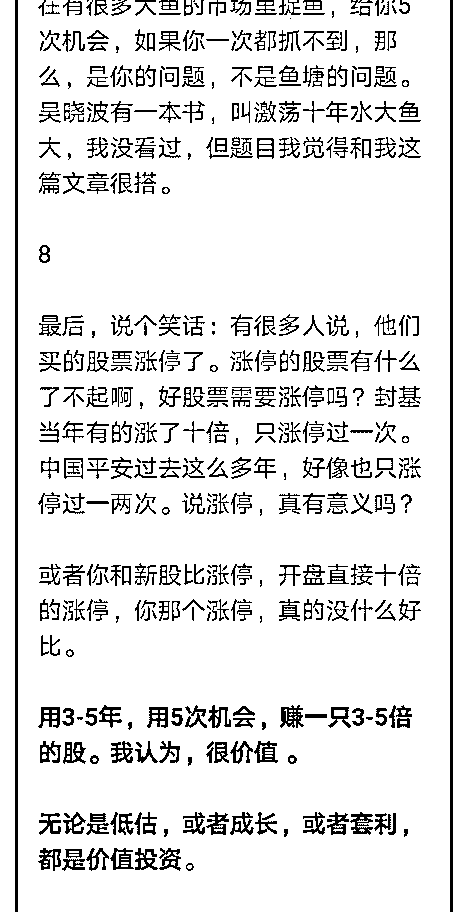 在有很多大鱼的市场里捉鱼，给你5
次机会，如果你一次都抓不到，那
么，是你的问题，不是鱼塘的问题。
吴晓波有一本书，叫激荡十年水大鱼
大，我没看过，但题目我觉得和我这
篇文章很搭。
8
最后，说个笑话：有很多人说，他们
买的股票涨停了。涨停的股票有什么
了不起啊，好股票需要涨停吗？封基
当年有的涨了十倍，只涨停过一次。
中国平安过去这么多年，好像也只涨
停过一两次。说涨停，真有意义吗？
或者你和新股比涨停，开盘直接十倍
的涨停，你那个涨停，真的没什么好
比。
用3-5年，用5次机会，赚一只3-5倍
的股。我认为，很价值 。
无论是低估，或者成长，或者套利，
都是价值投资。